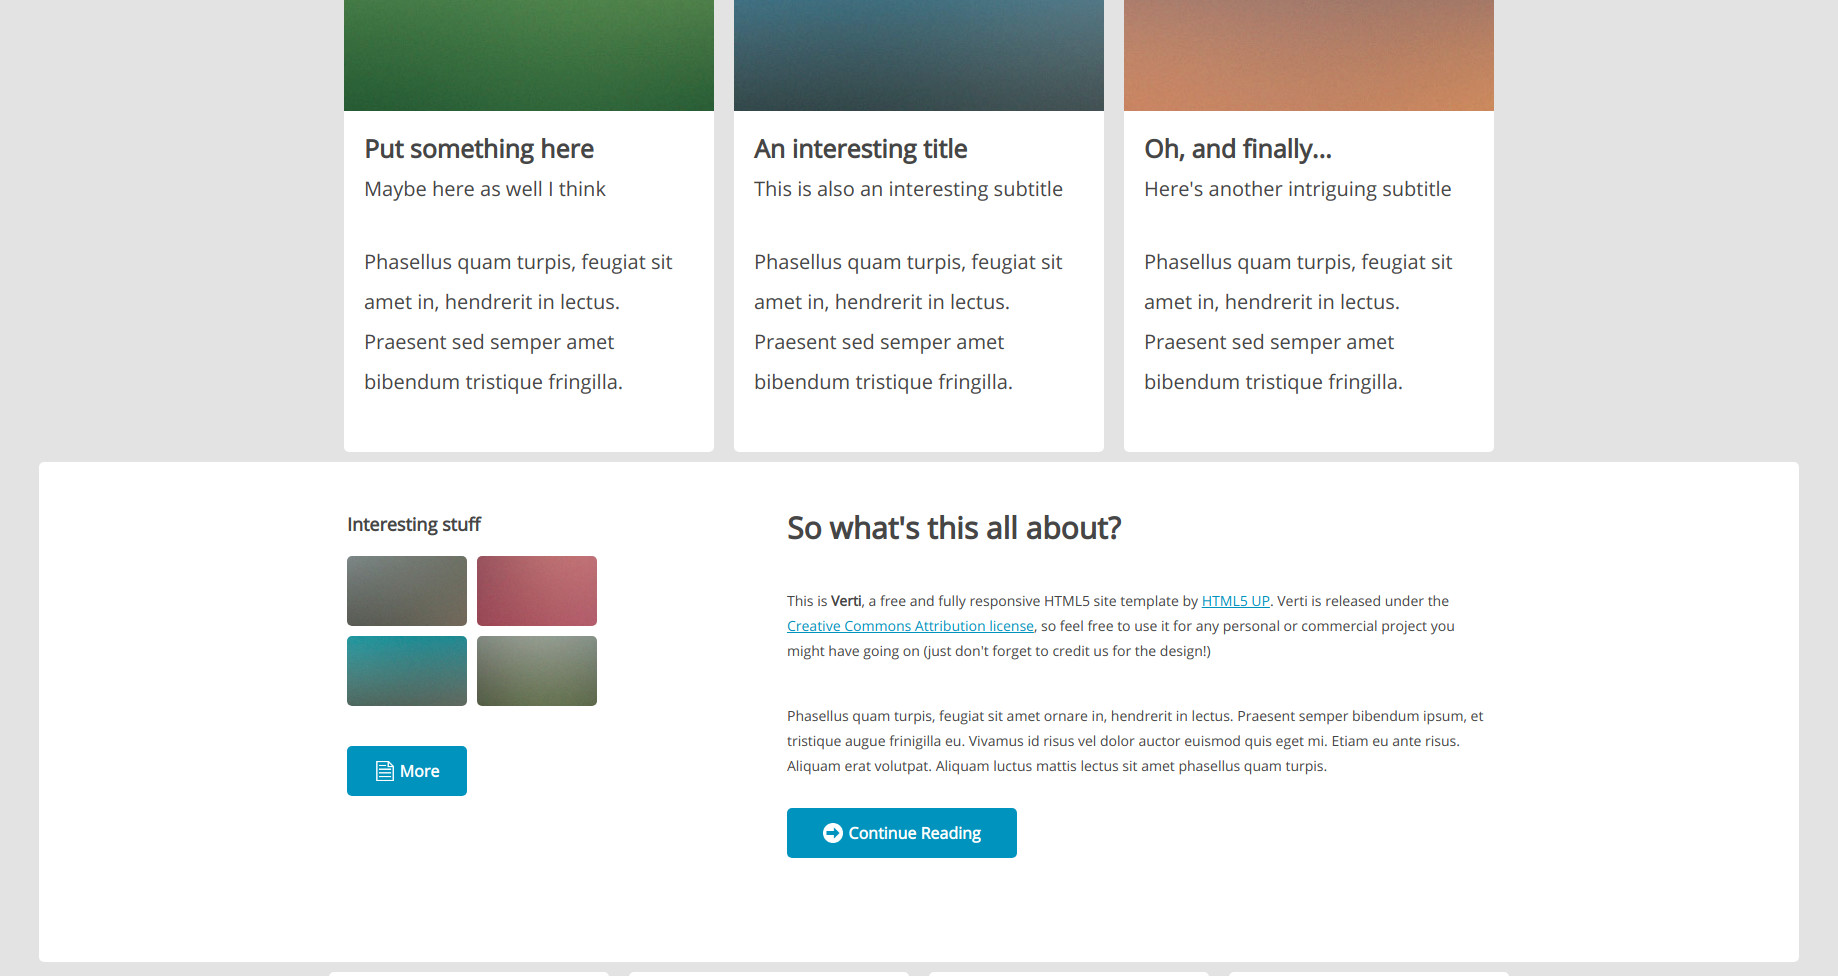 Put something here
Maybe here as well I think
Phasellus quam turpis, feugiat sit
amet in, hendrerit in lectus.
Praesent sed semper amet
bibendum tristique fringilla.
An interesting title
This is also an interesting subtitle
Phasellus quam turpis, feugiat sit
amet in, hendrerit in lectus.
Praesent sed semper amet
bibendum tristique fringilla.
Oh, and finally...
Here's another intriguing subtitle
Phasellus quam turpis, feugiat sit
amet in, hendrerit in lectus.
Praesent sed semper amet
bibendum tristique fringilla.
Interesting stuff
More
So what's this all about?
This is Verti, a free and fully responsive HTML5 site template by HTML5 UP. Verti is released under the
Creative Commons Attribution license, so feel free to use it for any personal or commercial project you
might have going on (just don't forget to credit us for the design!)
Phasellus quam turpis, feugiat sit amet ornare in, hendrerit in lectus. Praesent semper bibendum ipsum, et
tristique augue frinigilla eu. Vivamus id risus vel dolor auctor euismod quis eget mi. Etiam eu ante risus.
Aliquam erat volutpat. Aliquam luctus mattis lectus sit amet phasellus quam turpis.
Continue Reading